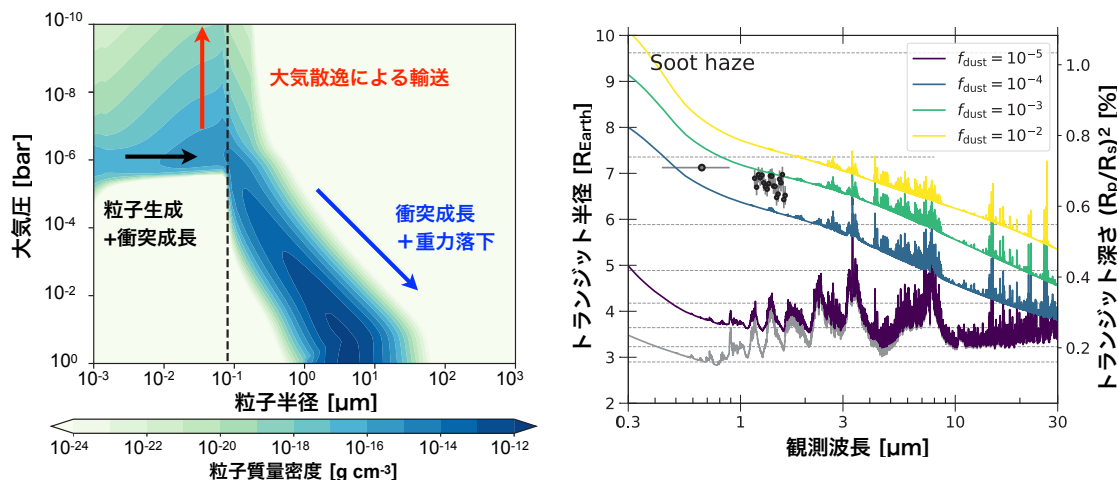 10⁻¹⁰
10⁻⁸
10⁻⁶
10⁻⁴
10⁻²
10⁰
大気圧 [bar]
大気散逸による輸送
粒子生成
+衝突成長
衝突成長
＋重力落下
10⁻³
10⁻²
10⁻¹
10⁰
10¹
10²
10³
粒子半径 [μm]
10⁻²⁴
10⁻²²
10⁻²⁰
10⁻¹⁸
10⁻¹⁶
10⁻¹⁴
10⁻¹²
粒子質量密度 [g cm⁻³]
トランジット半径 [R_Earth]
10
9
8
7
6
5
4
3
2
Soot haze
f_dust = 10⁻⁵
f_dust = 10⁻⁴
f_dust = 10⁻³
f_dust = 10⁻²
1.0
0.8
0.6
0.4
0.2
トランジット深さ (Rₚ/Rₛ)² [%]
0.3
1
3
10
30
観測波長 [μm]